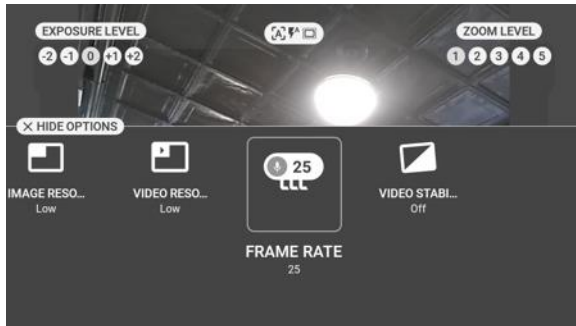 EXPOSURE LEVEL
-2 -1 0 +1 +2
[A] A
ZOOM LEVEL
1 2 3 4 5
X HIDE OPTIONS
25
IMAGE RESO...
Low
VIDEO RESO...
Low
VIDEO STABI...
Off
FRAME RATE
25